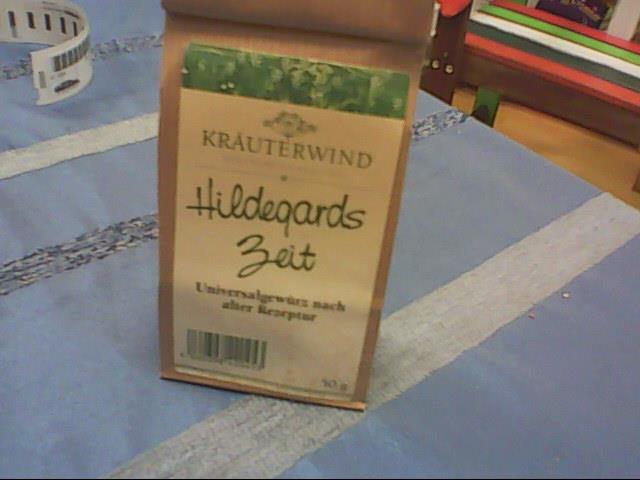 KRÄUTERWIND
Hildegards
Zeit
Universalgewürz nach
alter Rezeptur
50 g